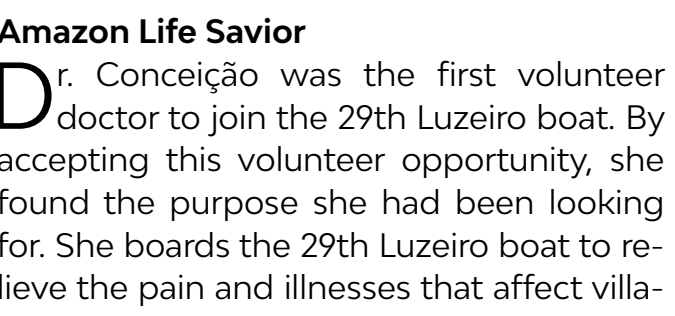 Amazon Life Savior
Dr. Conceição was the first volunteer
doctor to join the 29th Luzeiro boat. By
accepting this volunteer opportunity, she
found the purpose she had been looking
for. She boards the 29th Luzeiro boat to re-
lieve the pain and illnesses that affect villa-